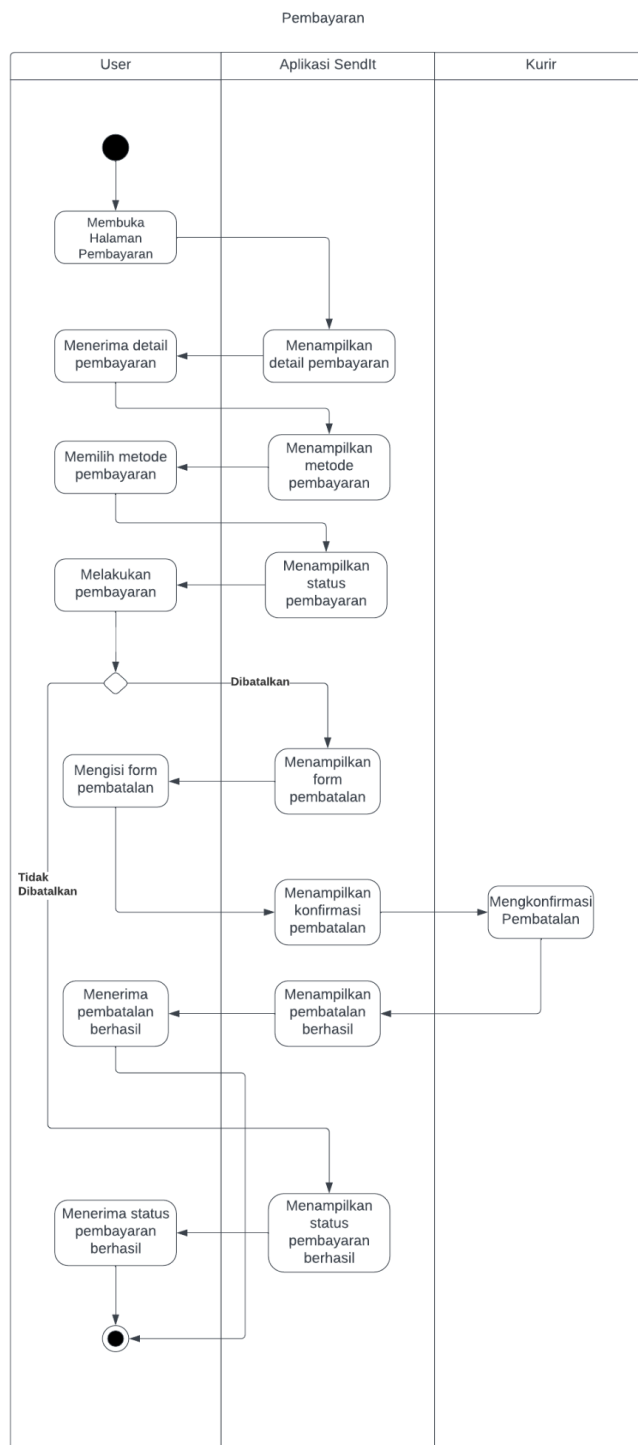 Pembayaran
User
Aplikasi SendIt
Kurir
Membuka
Halaman
Pembayaran
Menampilkan
detail pembayaran
Menerima detail
pembayaran
Menampilkan
metode
pembayaran
Memilih metode
pembayaran
Menampilkan
status
pembayaran
Melakukan
pembayaran
Dibatalkan
Menampilkan
form
pembatalan
Mengisi form
pembatalan
Tidak
Dibatalkan
Menampilkan
konfirmasi
pembatalan
Mengkonfirmasi
Pembatalan
Menampilkan
pembatalan
berhasil
Menerima
pembatalan
berhasil
Menampilkan
status
pembayaran
berhasil
Menerima status
pembayaran
berhasil